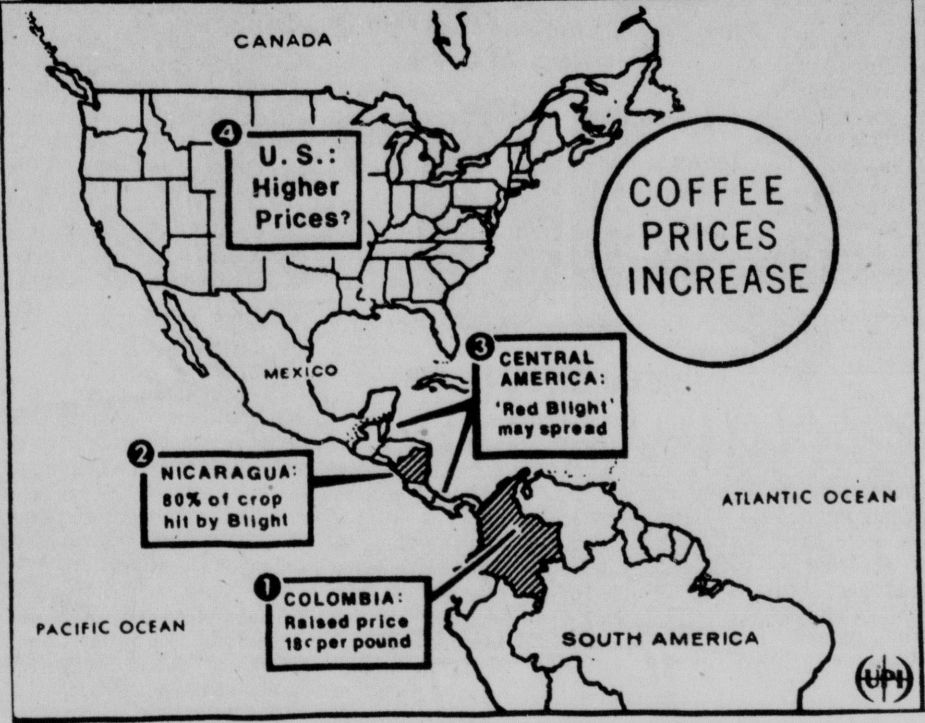 CANADA
COFFEE
PRICES
INCREASE
4
U. S.:
Higher
Prices?
MEXICO
3
CENTRAL
AMERICA:
'Red Blight'
may spread
2
NICARAGUA:
80% of crop
hit by Blight
ATLANTIC OCEAN
1
COLOMBIA:
Raised price
18¢ per pound
PACIFIC OCEAN
SOUTH AMERICA
UPI